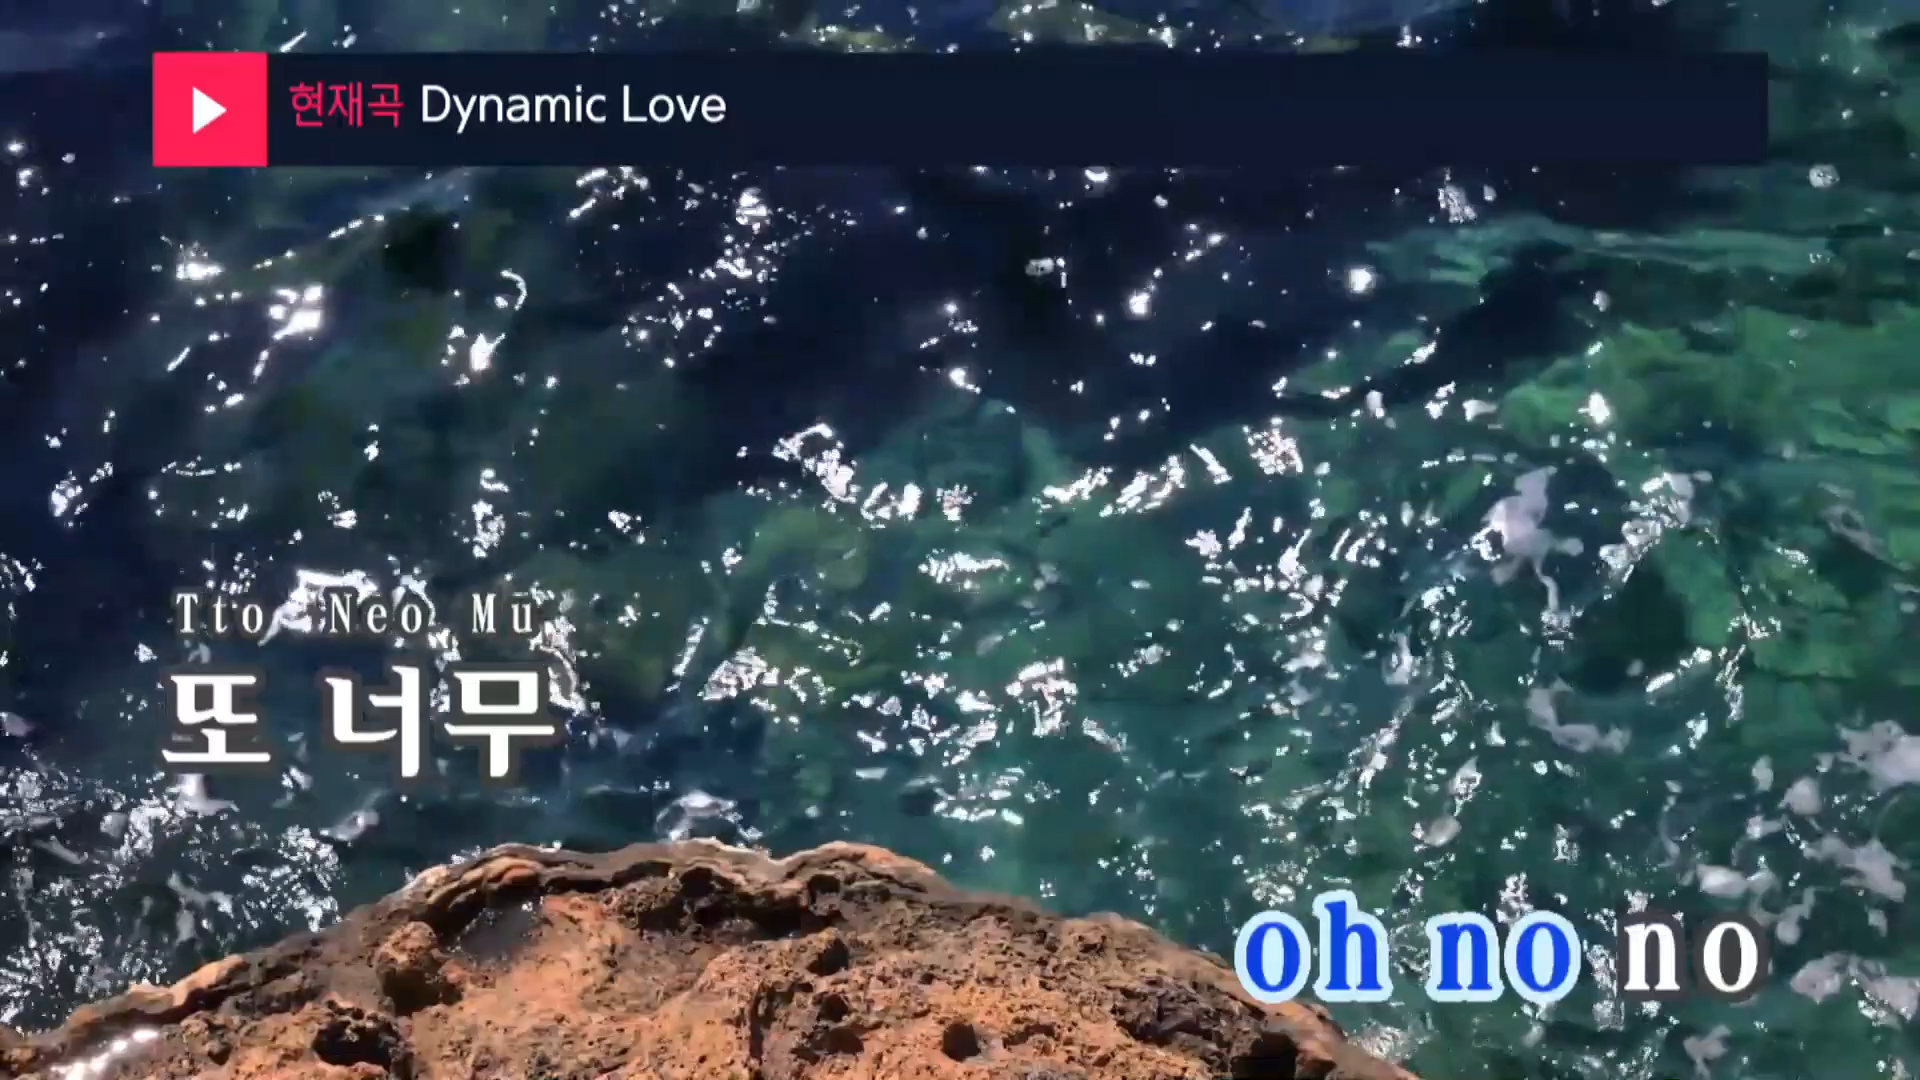 현재곡 Dynamic Love
Tto Neo Mu
또 너무
oh no no